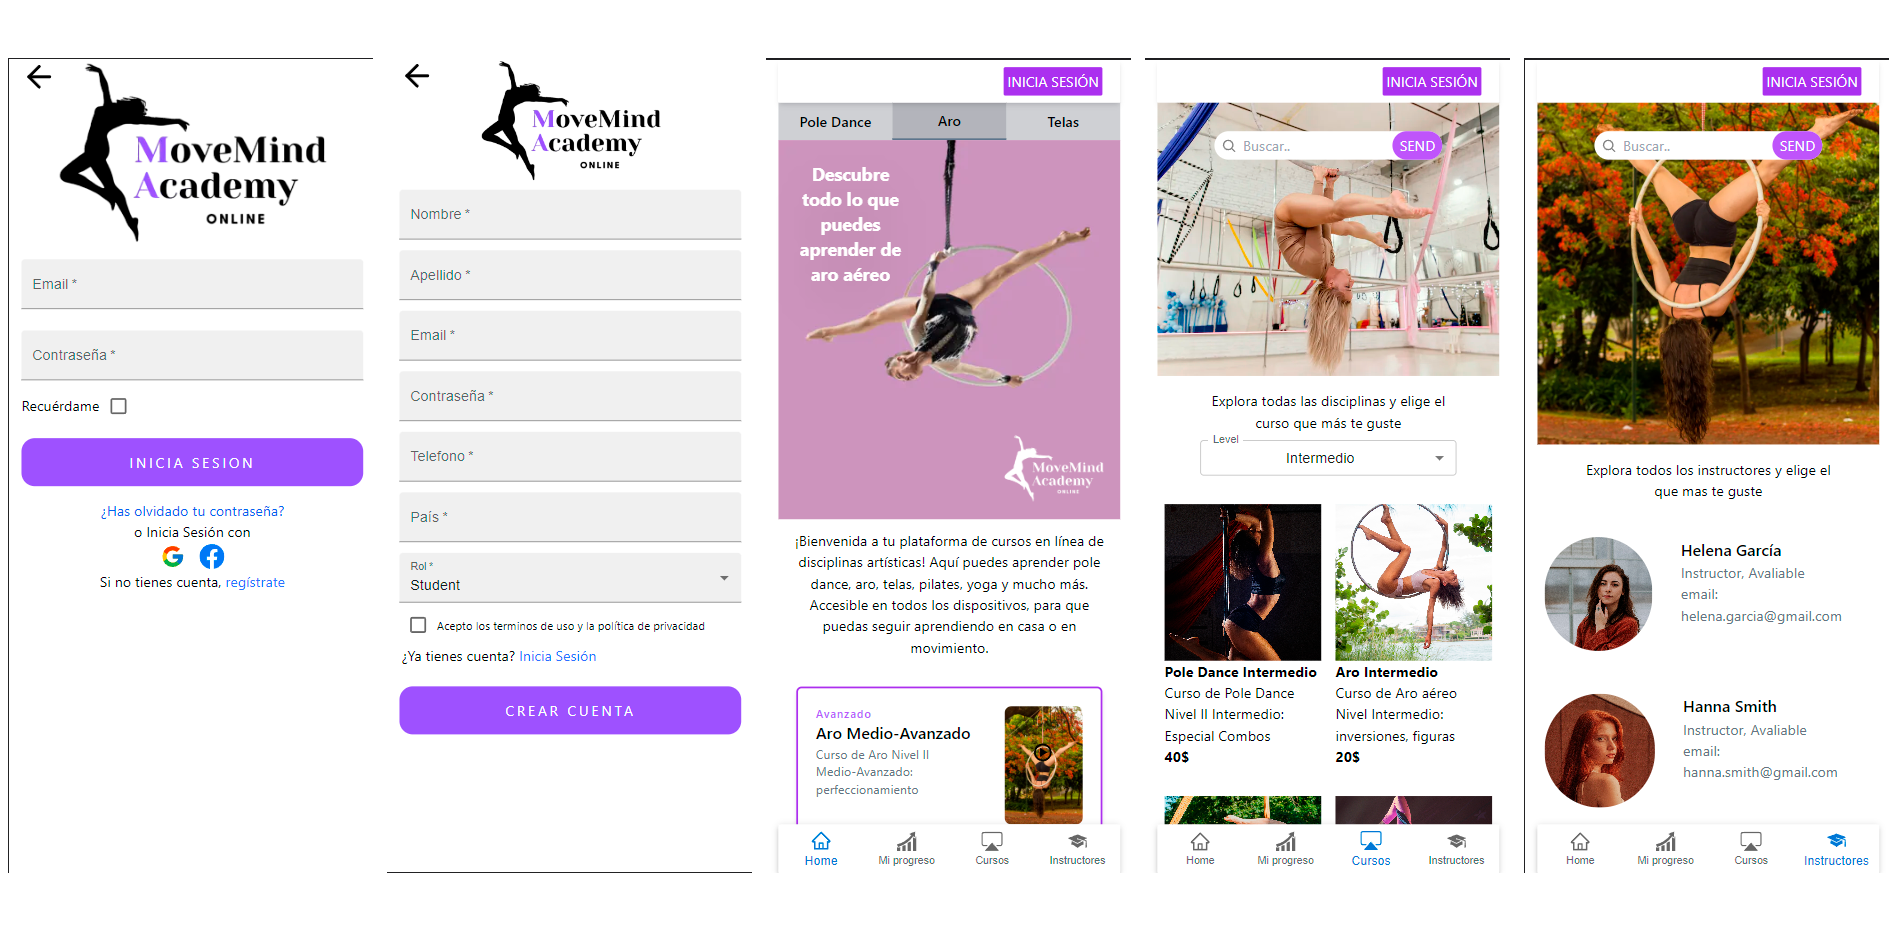 MoveMind
Academy
ONLINE
Email *
Contraseña *
Recuérdame
INICIA SESION
¿Has olvidado tu contraseña?
o Inicia Sesión con
Si no tienes cuenta, regístrate
MoveMind
Academy
ONLINE
Nombre *
Apellido *
Email *
Contraseña *
Telefono *
País *
Rol *
Student
Acepto los terminos de uso y la política de privacidad
¿Ya tienes cuenta? Inicia Sesión
CREAR CUENTA
INICIA SESIÓN
Pole Dance
Aro
Telas
Descubre
todo lo que
puedes
aprender de
aro aéreo
MoveMind
Academy
ONLINE
¡Bienvenida a tu plataforma de cursos en línea de
disciplinas artísticas! Aquí puedes aprender pole
dance, aro, telas, pilates, yoga y mucho más.
Accesible en todos los dispositivos, para que
puedas seguir aprendiendo en casa o en
movimiento.
Avanzado
Aro Medio-Avanzado
Curso de Aro Nivel II
Medio-Avanzado:
perfeccionamiento
Home
Mi progreso
Cursos
Instructores
INICIA SESIÓN
Buscar..
SEND
Explora todas las disciplinas y elige el
curso que más te guste
Level
Intermedio
Pole Dance Intermedio
Curso de Pole Dance
Nivel II Intermedio:
Especial Combos
40$
Aro Intermedio
Curso de Aro aéreo
Nivel Intermedio:
inversiones, figuras
20$
Home
Mi progreso
Cursos
Instructores
INICIA SESIÓN
Buscar..
SEND
Explora todos los instructores y elige el
que mas te guste
Helena García
Instructor, Avaliable
email:
helena.garcia@gmail.com
Hanna Smith
Instructor, Avaliable
email:
hanna.smith@gmail.com
Home
Mi progreso
Cursos
Instructores